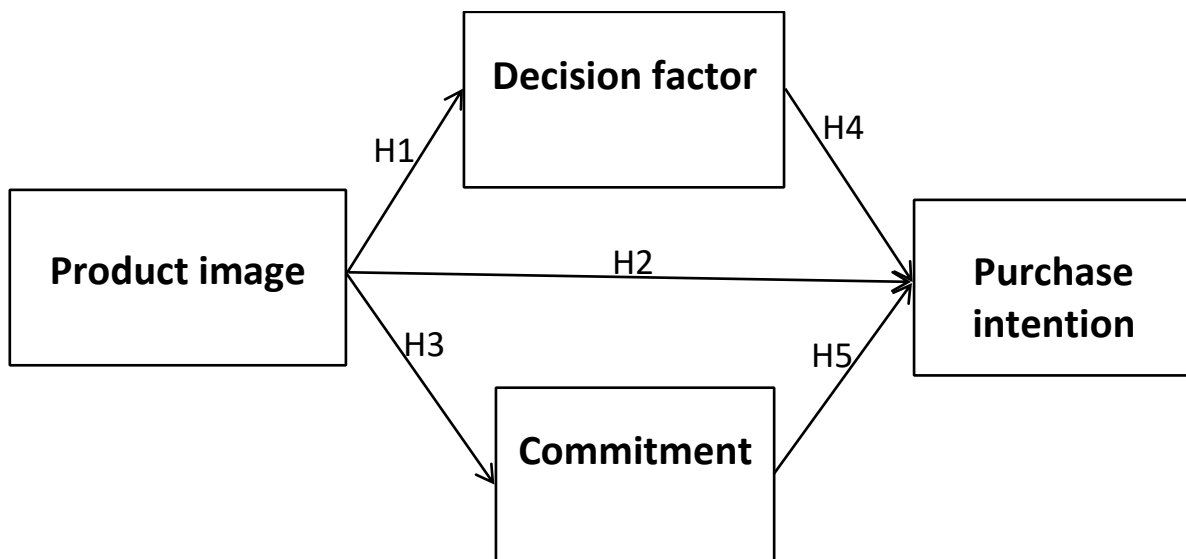 Decision factor
H4
H1
H2
Product image
Purchase
intention
H3
H5
Commitment